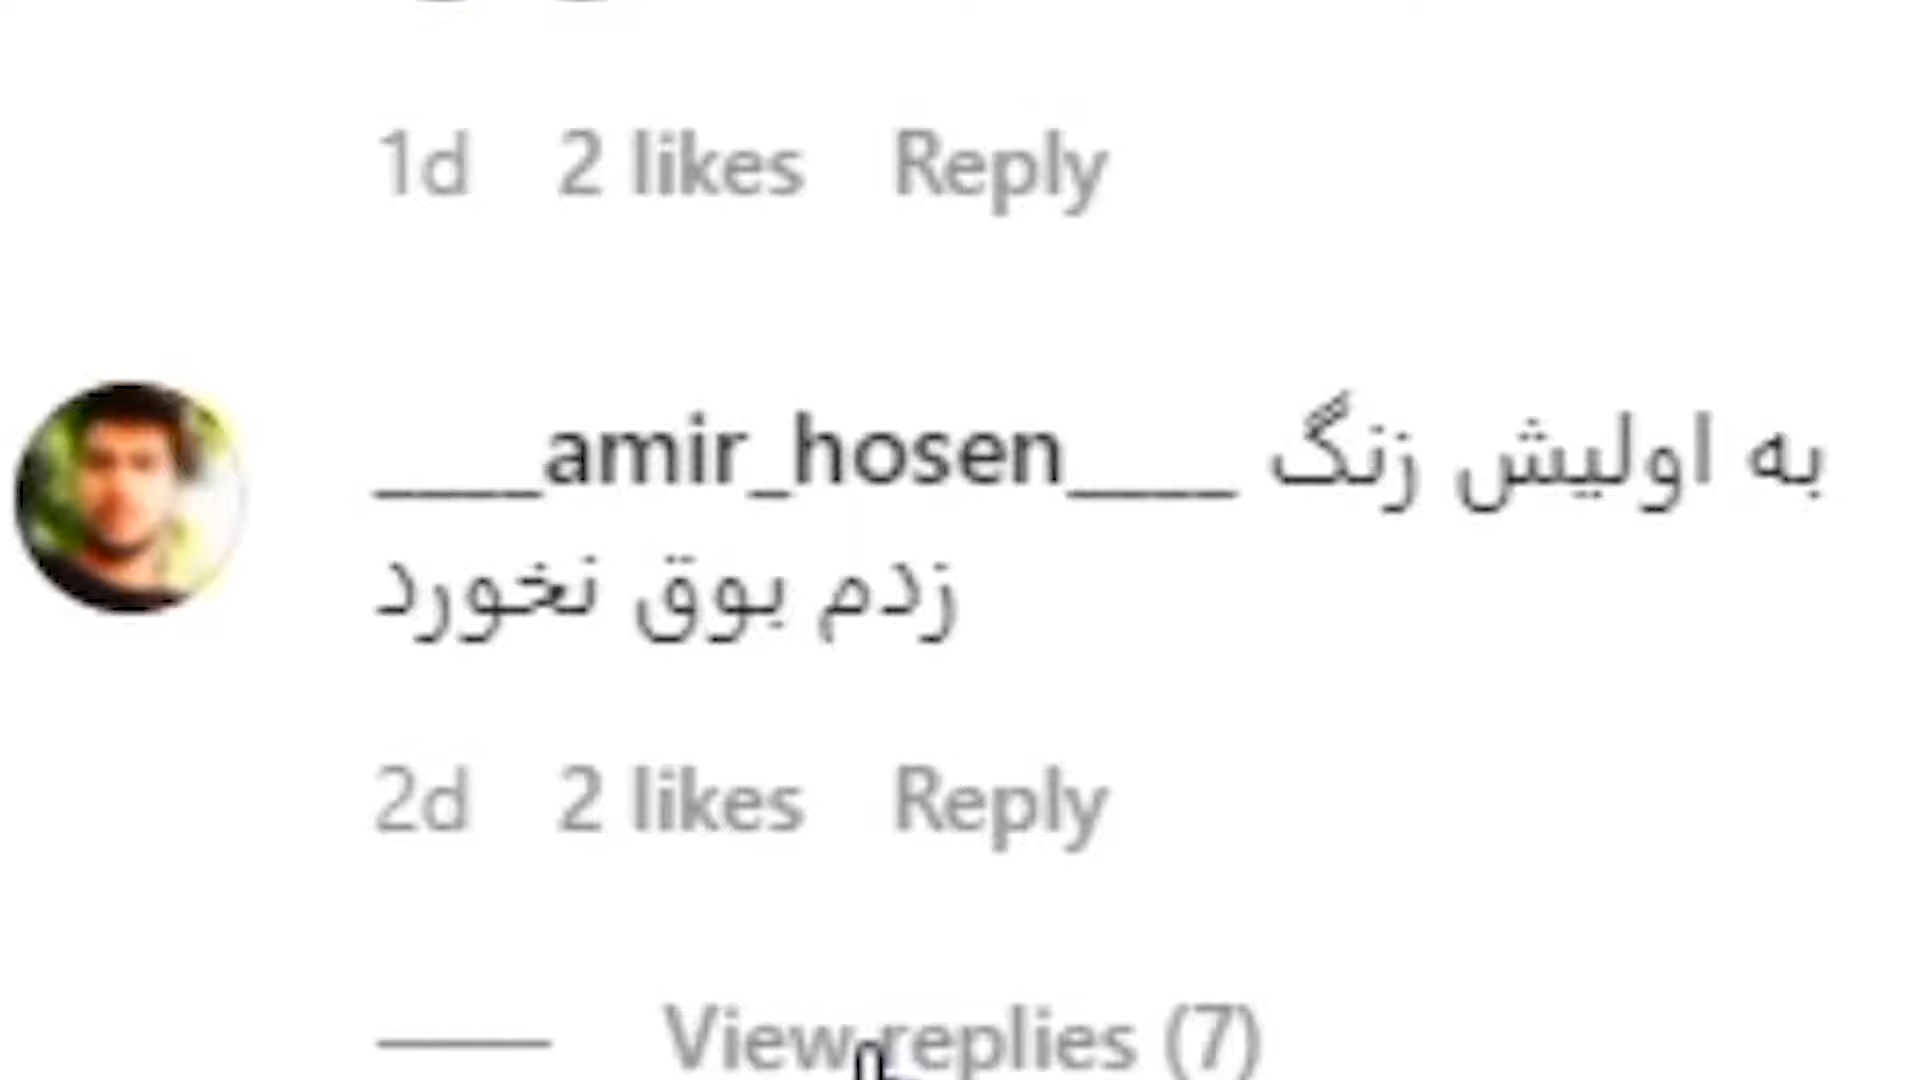 1d 2 likes Reply
____amir_hosen____ به اولیش زنگ
زدم بوق نخورد
2d 2 likes Reply
View replies (7)